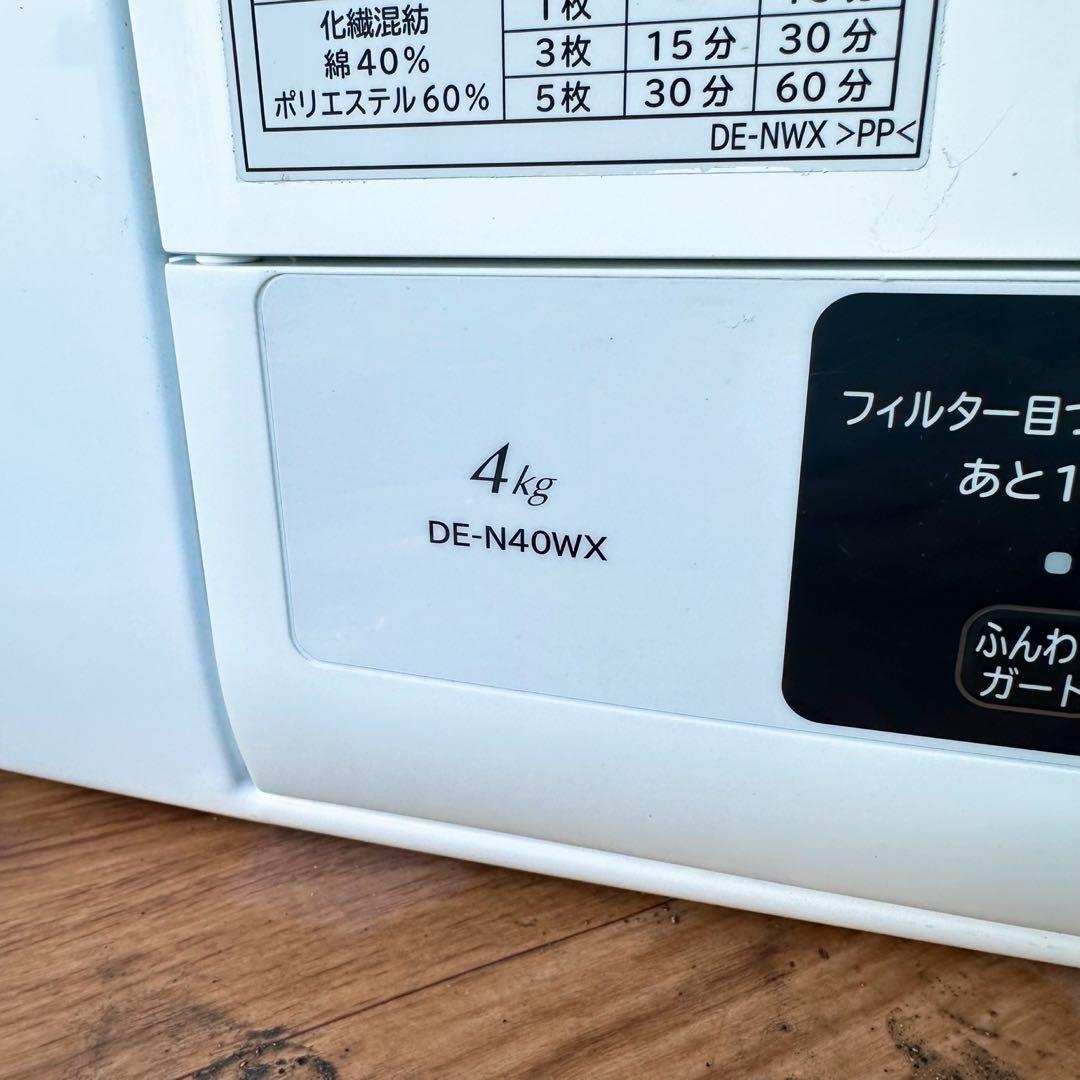 化繊混紡
綿40%
ポリエステル60%
1枚
3枚 15分 30分
5枚 30分 60分
DE-NWX >PP<
4kg
DE-N40WX
フィルター目
あと1
ふんわ
ガート